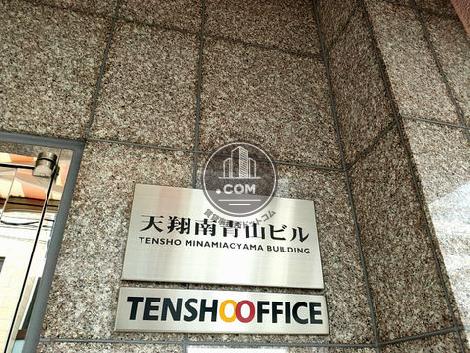 .COM
天翔南青山ビル
TENSHO MINAMIAOYAMA BUILDING
TENSHOOFFICE